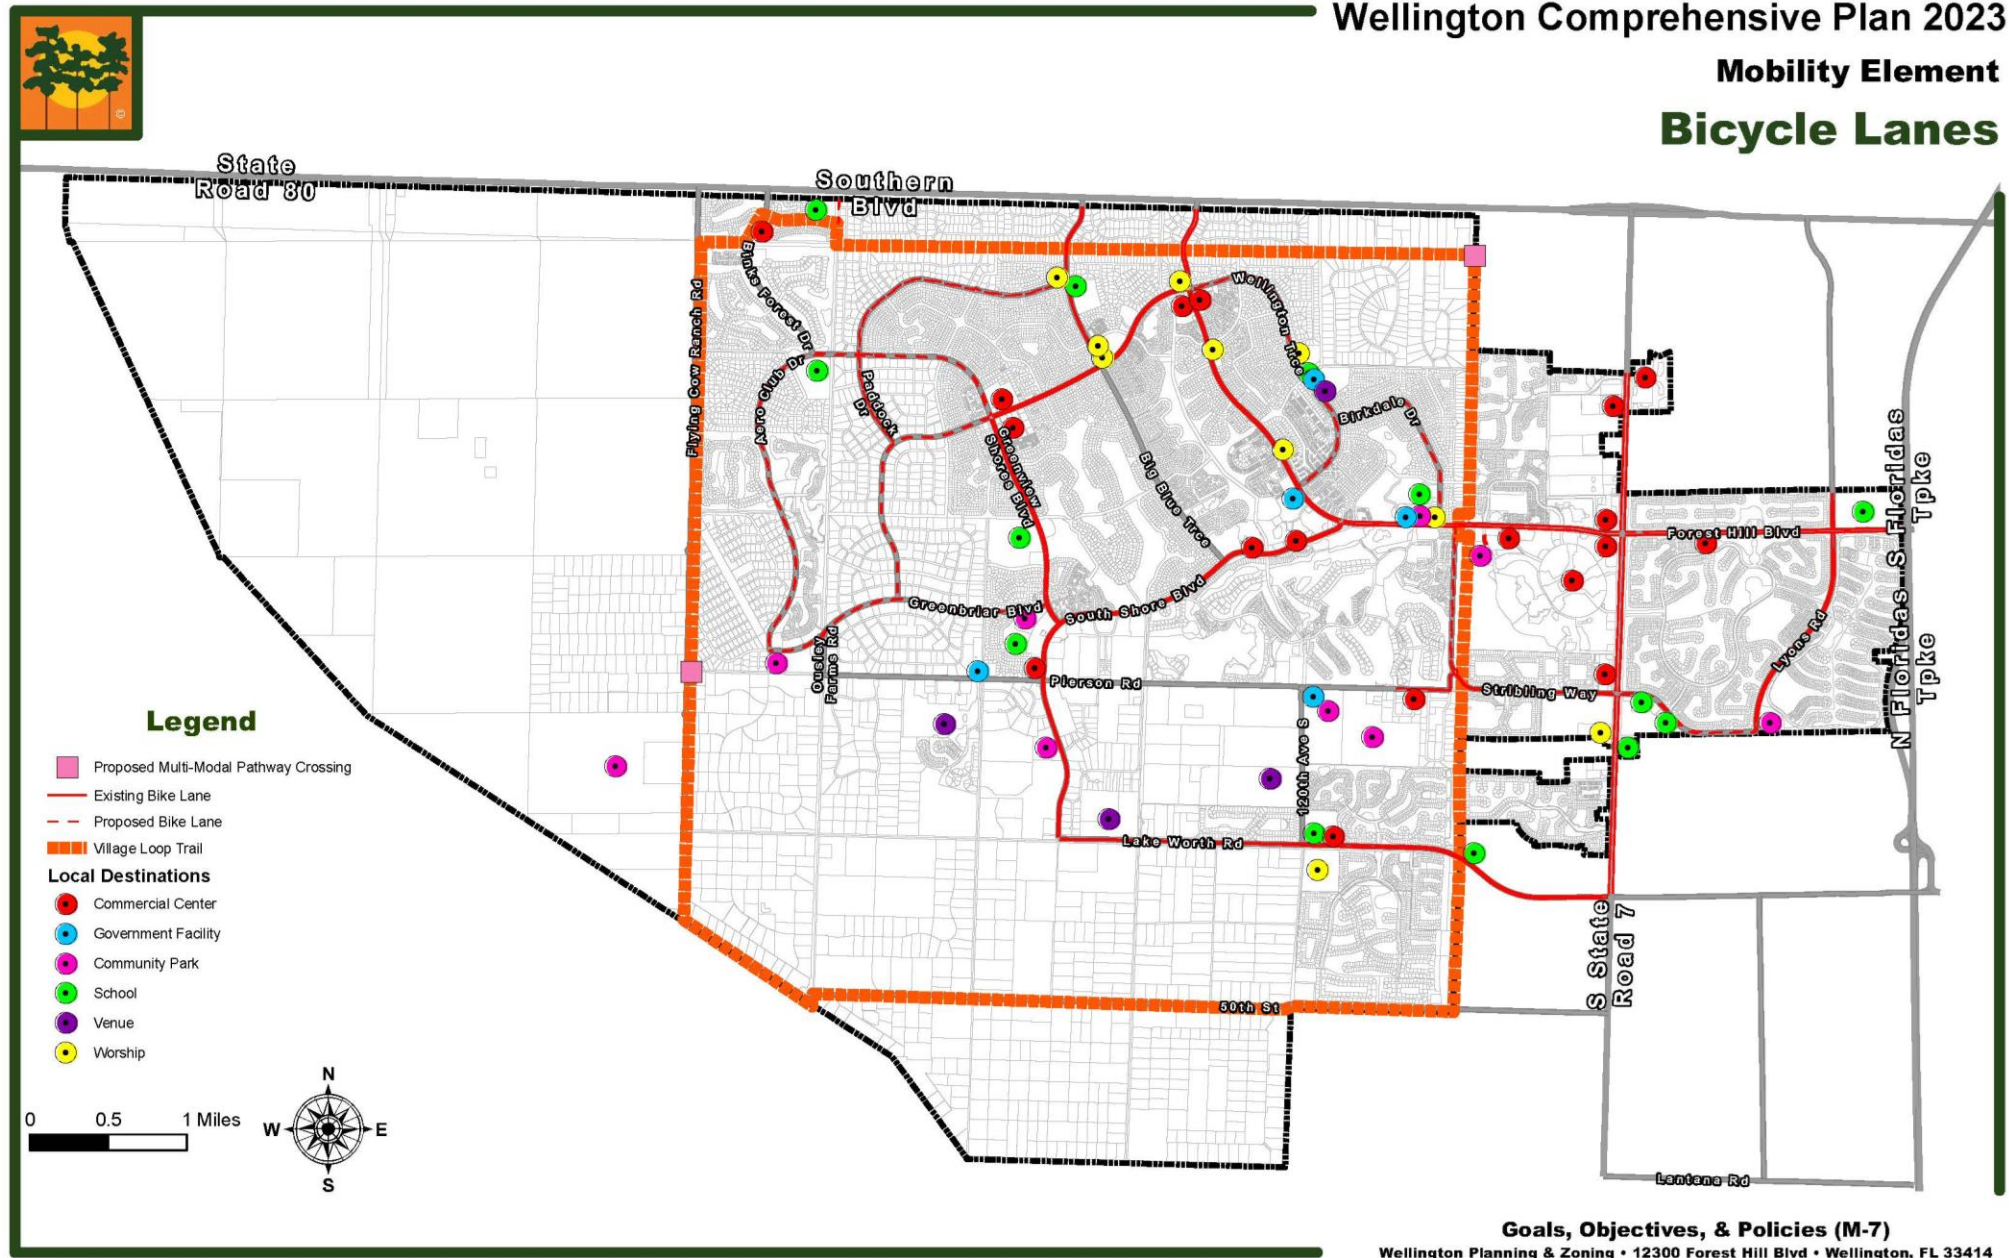 Wellington Comprehensive Plan 2023
Mobility Element
Bicycle Lanes
©
State
Road 80
Southern
Blvd
Binks Forest Dr
Flying Cow Ranch Rd
Aero Club Dr
Paddock
Dr
Greenview
Shores Blvd
Big Blue Trce
Wellington Trce
Birkdale Dr
Forest Hill Blvd
S Floridas
Tpke
N Floridas
Tpke
Lyons Rd
Greenbriar Blvd
South Shore Blvd
Ousley
Farms Rd
Pierson Rd
Stribling Way
120th Ave S
Lake Worth Rd
S State
Road 7
50th St
Lantana Rd
Legend
Proposed Multi-Modal Pathway Crossing
Existing Bike Lane
Proposed Bike Lane
Village Loop Trail
Local Destinations
Commercial Center
Government Facility
Community Park
School
Venue
Worship
0 0.5 1 Miles
N
W E
S
Goals, Objectives, & Policies (M-7)
Wellington Planning & Zoning • 12300 Forest Hill Blvd • Wellington, FL 33414